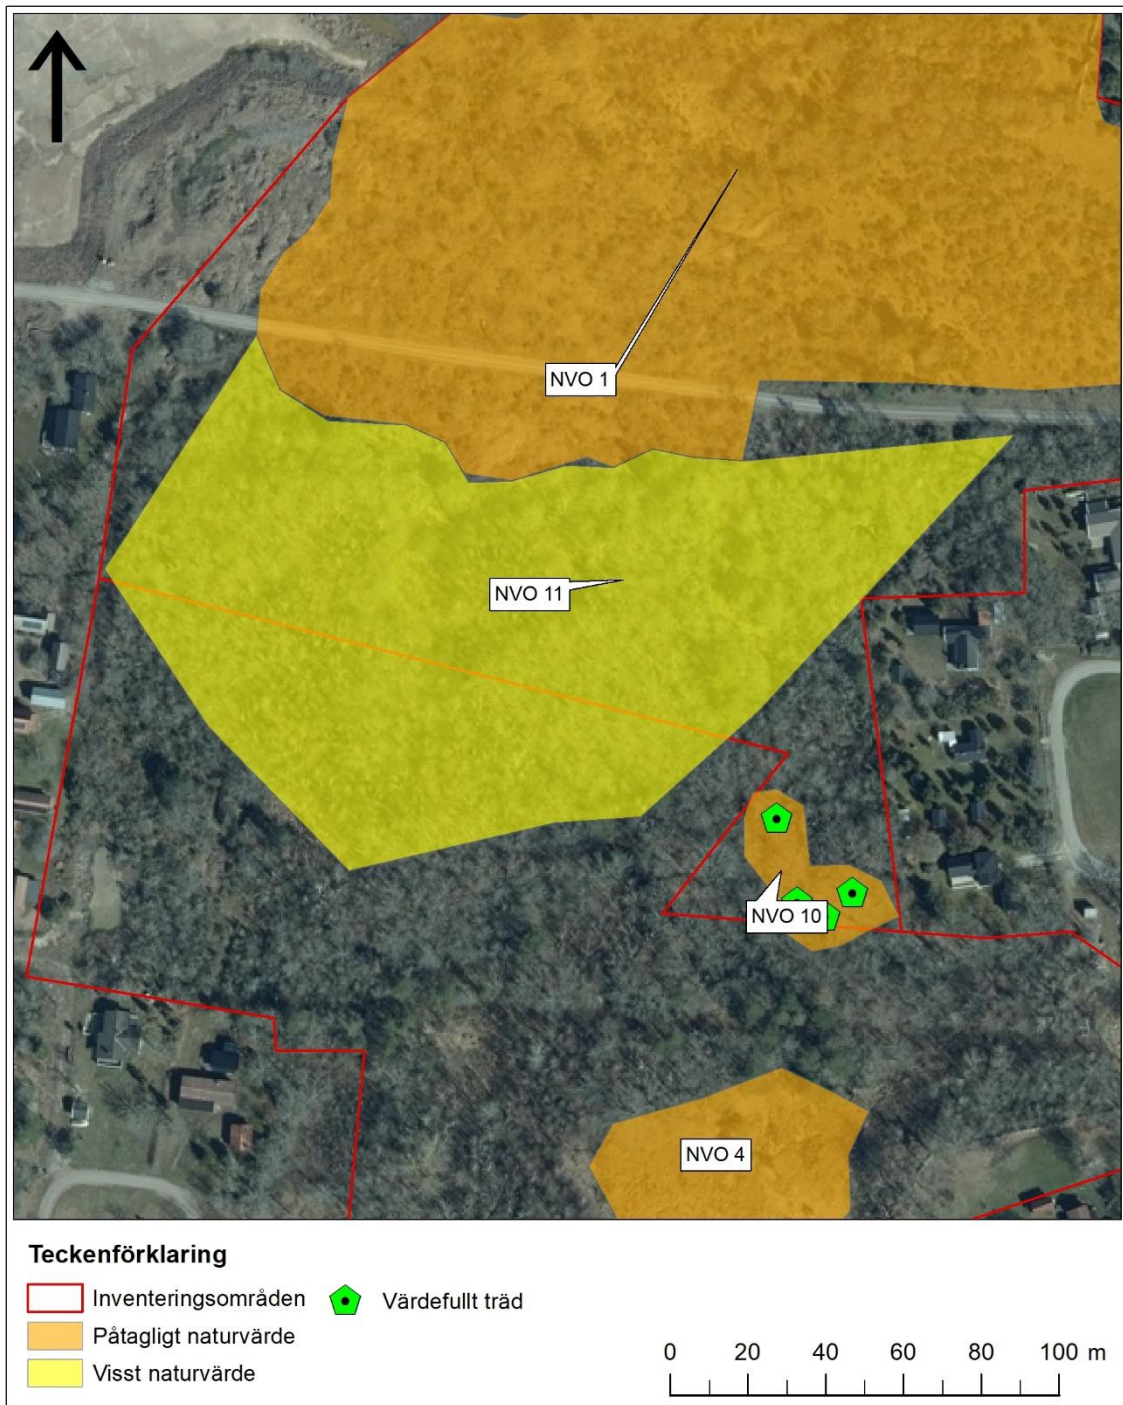 NVO 1
NVO 11
NVO 10
NVO 4
Teckenförklaring
Inventeringsområden
Värdefullt träd
Påtagligt naturvärde
Visst naturvärde
0 20 40 60 80 100 m